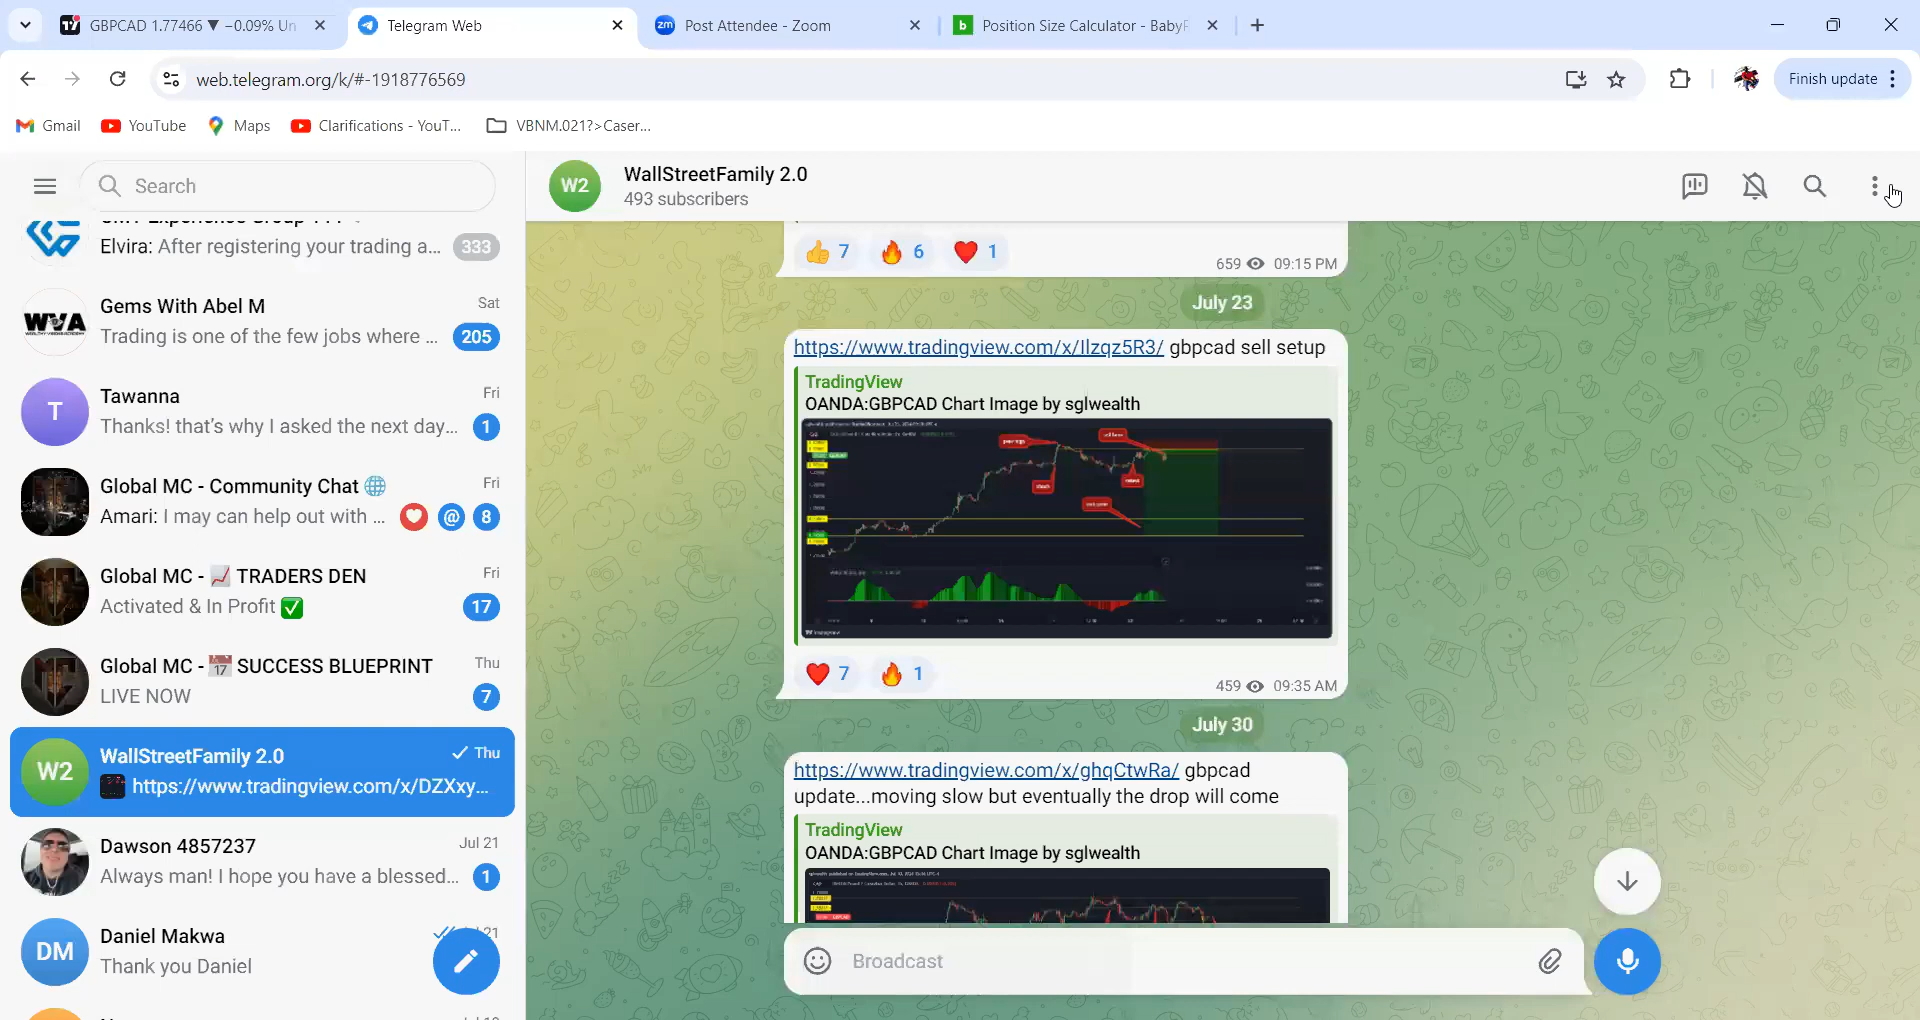 GBPCAD 1.77466 ▼ −0.09% Un
Telegram Web
Post Attendee - Zoom
Position Size Calculator - BabyP
web.telegram.org/k/#-1918776569
Finish update
Gmail
YouTube
Maps
Clarifications - YouT...
VBNM.021?>Caser...
Search
W2
WallStreetFamily 2.0
493 subscribers
Elvira: After registering your trading a...
333
Gems With Abel M
Sat
Trading is one of the few jobs where ...
205
T
Tawanna
Fri
Thanks! that's why I asked the next day...
1
Global MC - Community Chat 🌐
Fri
Amari: I may can help out with ...
@
8
Global MC - 📈 TRADERS DEN
Fri
Activated & In Profit ✅
17
Global MC - 📅 SUCCESS BLUEPRINT
Thu
LIVE NOW
7
W2
WallStreetFamily 2.0
Thu
https://www.tradingview.com/x/DZXxy...
Dawson 4857237
Jul 21
Always man! I hope you have a blessed...
1
DM
Daniel Makwa
21
Thank you Daniel
👍 7
🔥 6
❤️ 1
659
09:15 PM
July 23
https://www.tradingview.com/x/Ilzqz5R3/ gbpcad sell setup
TradingView
OANDA:GBPCAD Chart Image by sglwealth
❤️ 7
🔥 1
459
09:35 AM
July 30
https://www.tradingview.com/x/ghqCtwRa/ gbpcad
update...moving slow but eventually the drop will come
TradingView
OANDA:GBPCAD Chart Image by sglwealth
Broadcast